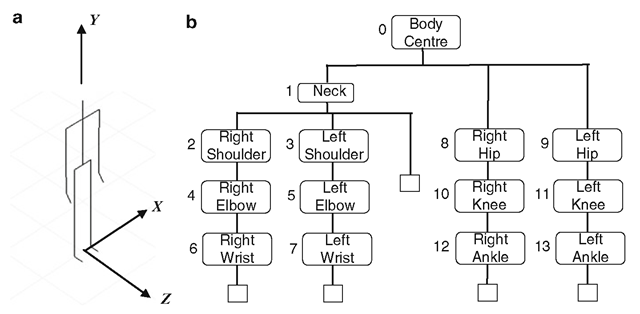 a
Y
X
Z
b
0
Body
Centre
1
Neck
2
Right
Shoulder
3
Left
Shoulder
8
Right
Hip
9
Left
Hip
4
Right
Elbow
5
Left
Elbow
10
Right
Knee
11
Left
Knee
6
Right
Wrist
7
Left
Wrist
12
Right
Ankle
13
Left
Ankle